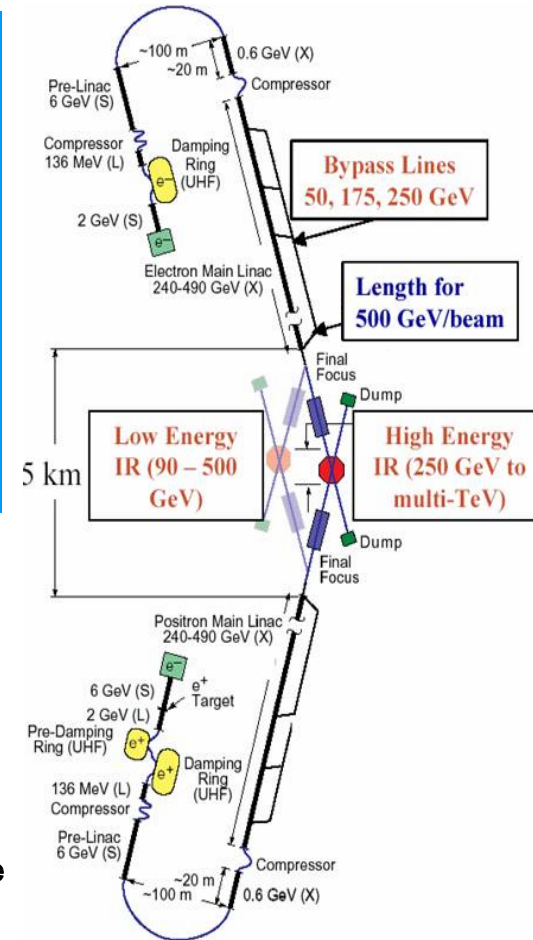 ~100 m
~20 m
0.6 GeV (X)
Compressor
Pre-Linac
6 GeV (S)
Compressor
136 MeV (L)
Damping
Ring
(UHF)
e–
2 GeV (S)
e–
Bypass Lines
50, 175, 250 GeV
Electron Main Linac
240-490 GeV (X)
Length for
500 GeV/beam
Final
Focus
Dump
Low Energy
IR (90 – 500
GeV)
High Energy
IR (250 GeV to
multi-TeV)
5 km
Dump
Final
Focus
Positron Main Linac
240-490 GeV (X)
e–
6 GeV (S)
e+
Target
2 GeV (L)
Pre-Damping
Ring (UHF)
e+
e+
Damping
Ring
(UHF)
136 MeV (L)
Compressor
Pre-Linac
6 GeV (S)
Compressor
~20 m
~100 m
0.6 GeV (X)
e